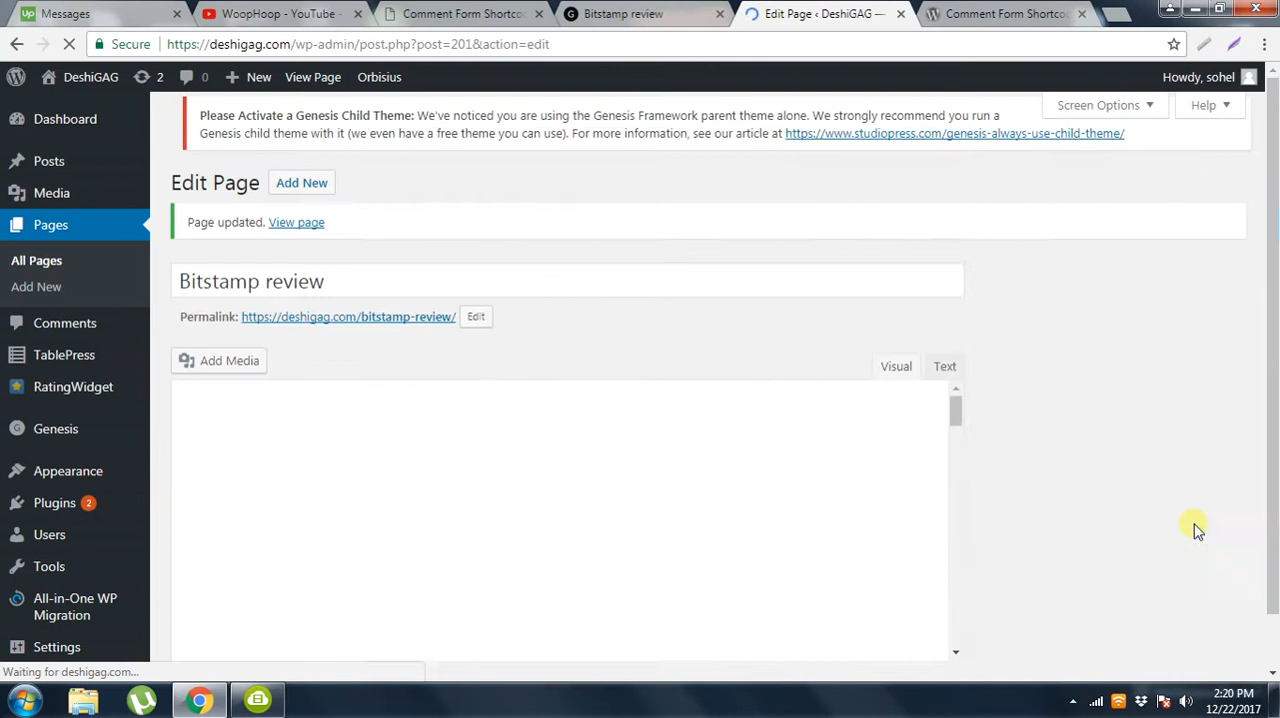 Messages
WoopHoop - YouTube -
Comment Form Shortco
Bitstamp review
Edit Page ‹ DeshiGAG —
Comment Form Shortco
Secure
https://deshigag.com/wp-admin/post.php?post=201&action=edit
DeshiGAG
2
0
New
View Page
Orbisius
Howdy, sohel
Screen Options
Help
Please Activate a Genesis Child Theme: We've noticed you are using the Genesis Framework parent theme alone. We strongly recommend you run a
Genesis child theme with it (we even have a free theme you can use). For more information, see our article at https://www.studiopress.com/genesis-always-use-child-theme/
Dashboard
Posts
Media
Pages
All Pages
Add New
Comments
TablePress
RatingWidget
Genesis
Appearance
Plugins 2
Users
Tools
All-in-One WP
Migration
Settings
Edit Page
Add New
Page updated. View page
Bitstamp review
Permalink: https://deshigag.com/bitstamp-review/
Edit
Add Media
Visual
Text
Waiting for deshigag.com...
2:20 PM
12/22/2017